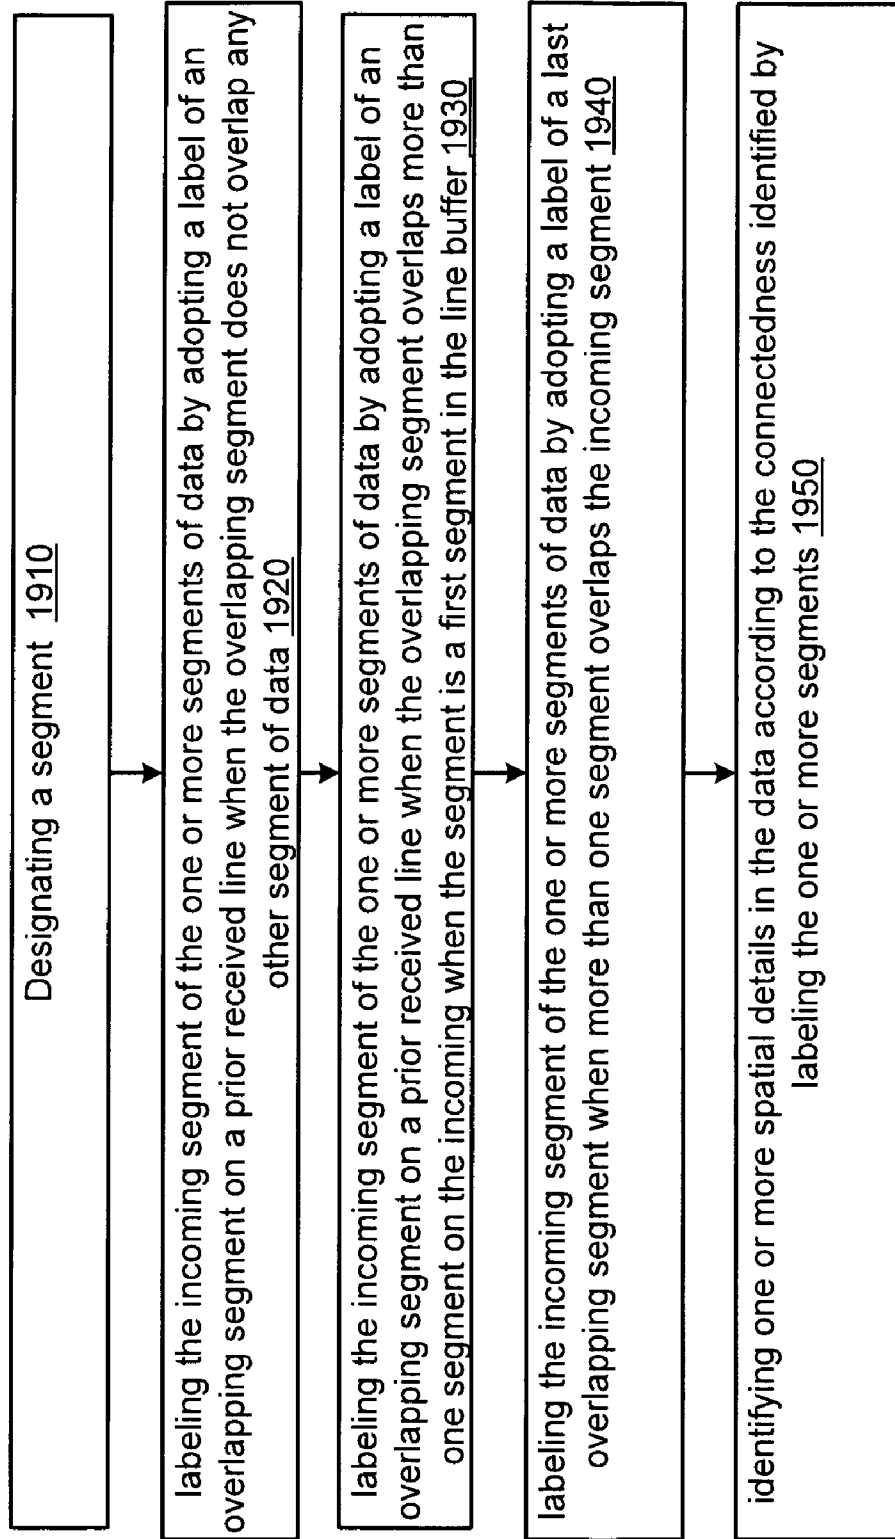 Designating a segment 1910
labeling the incoming segment of the one or more segments of data by adopting a label of an
overlapping segment on a prior received line when the overlapping segment does not overlap any
other segment of data 1920
labeling the incoming segment of the one or more segments of data by adopting a label of an
overlapping segment on a prior received line when the overlapping segment overlaps more than
one segment on the incoming when the segment is a first segment in the line buffer 1930
labeling the incoming segment of the one or more segments of data by adopting a label of a last
overlapping segment when more than one segment overlaps the incoming segment 1940
identifying one or more spatial details in the data according to the connectedness identified by
labeling the one or more segments 1950